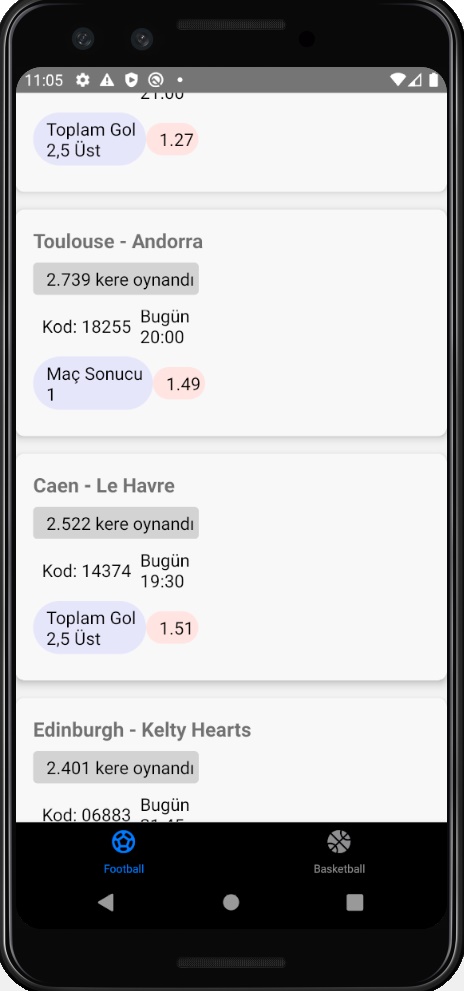 11:05
21:00
Toplam Gol
2,5 Üst
1.27
Toulouse - Andorra
2.739 kere oynandı
Kod: 18255
Bugün
20:00
Maç Sonucu
1
1.49
Caen - Le Havre
2.522 kere oynandı
Kod: 14374
Bugün
19:30
Toplam Gol
2,5 Üst
1.51
Edinburgh - Kelty Hearts
2.401 kere oynandı
Kod: 06883
Bugün
Football
Basketball